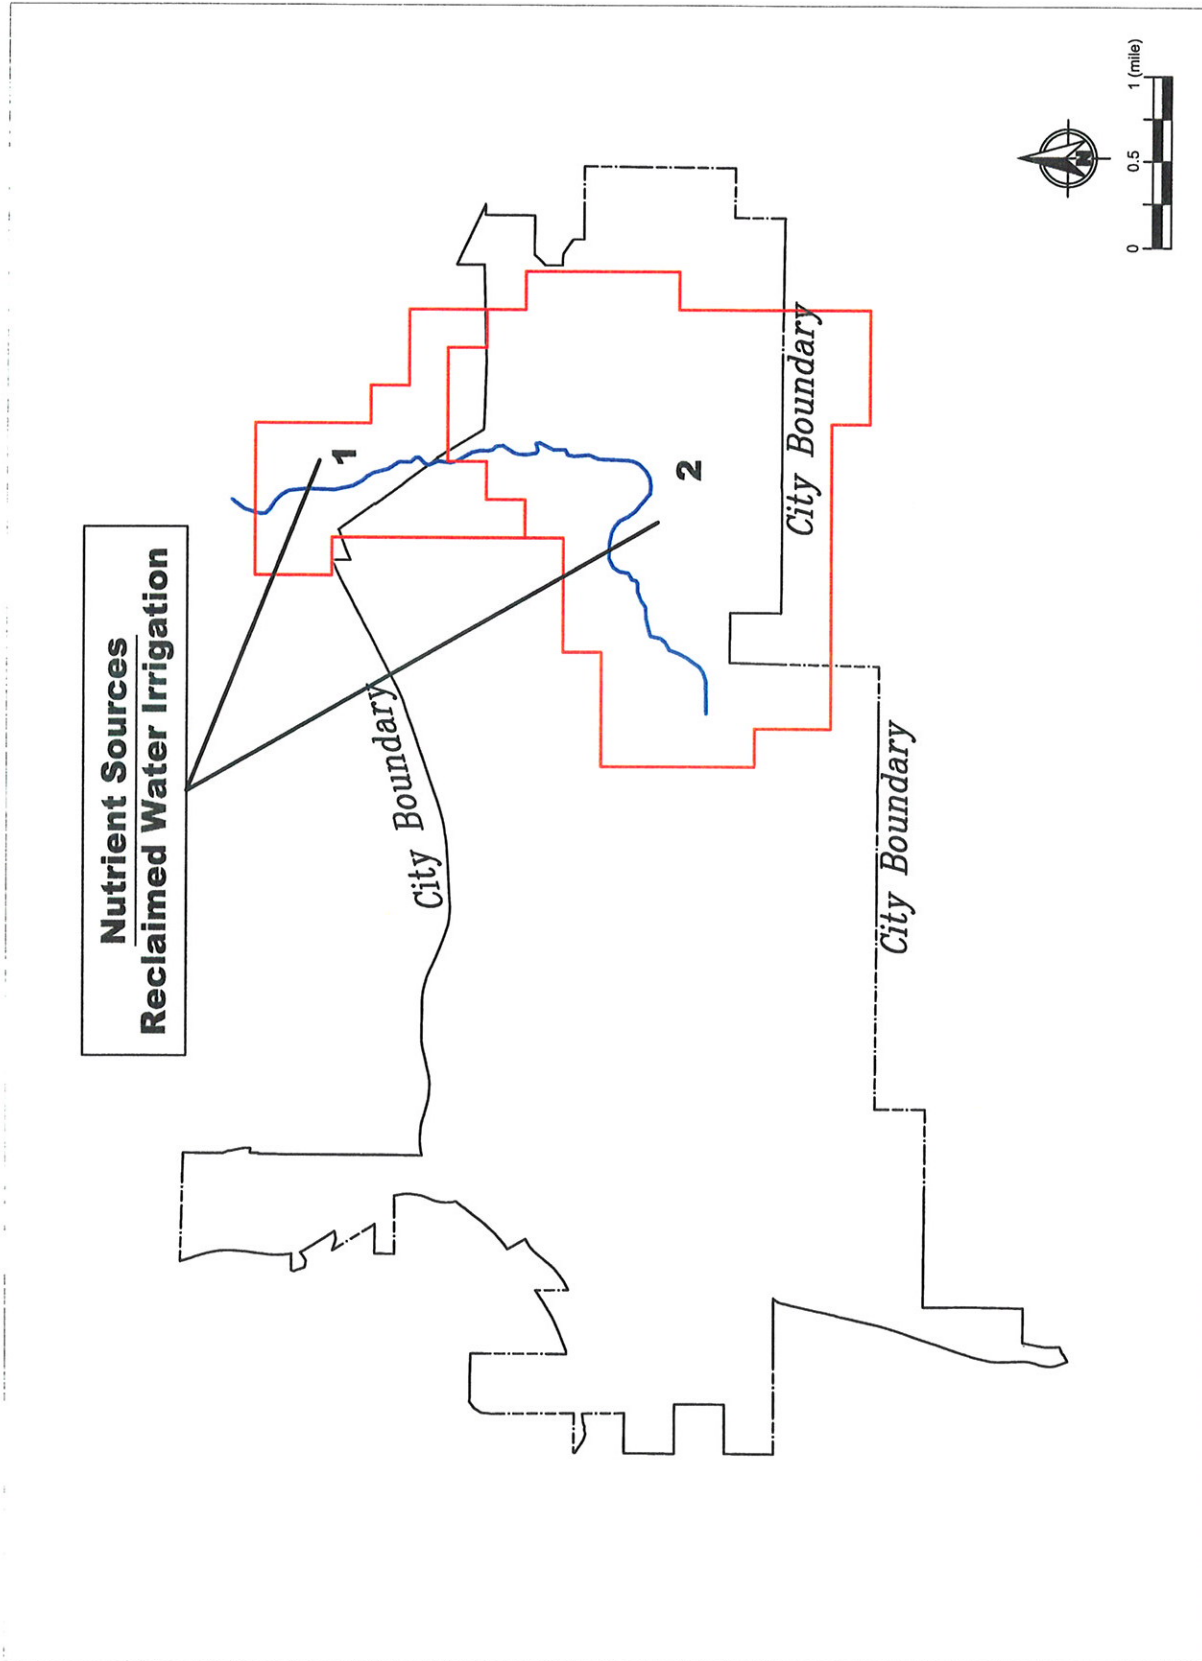 Nutrient Sources
Reclaimed Water Irrigation
1
2
City Boundary
City Boundary
City Boundary
N
0 0.5 1 (mile)